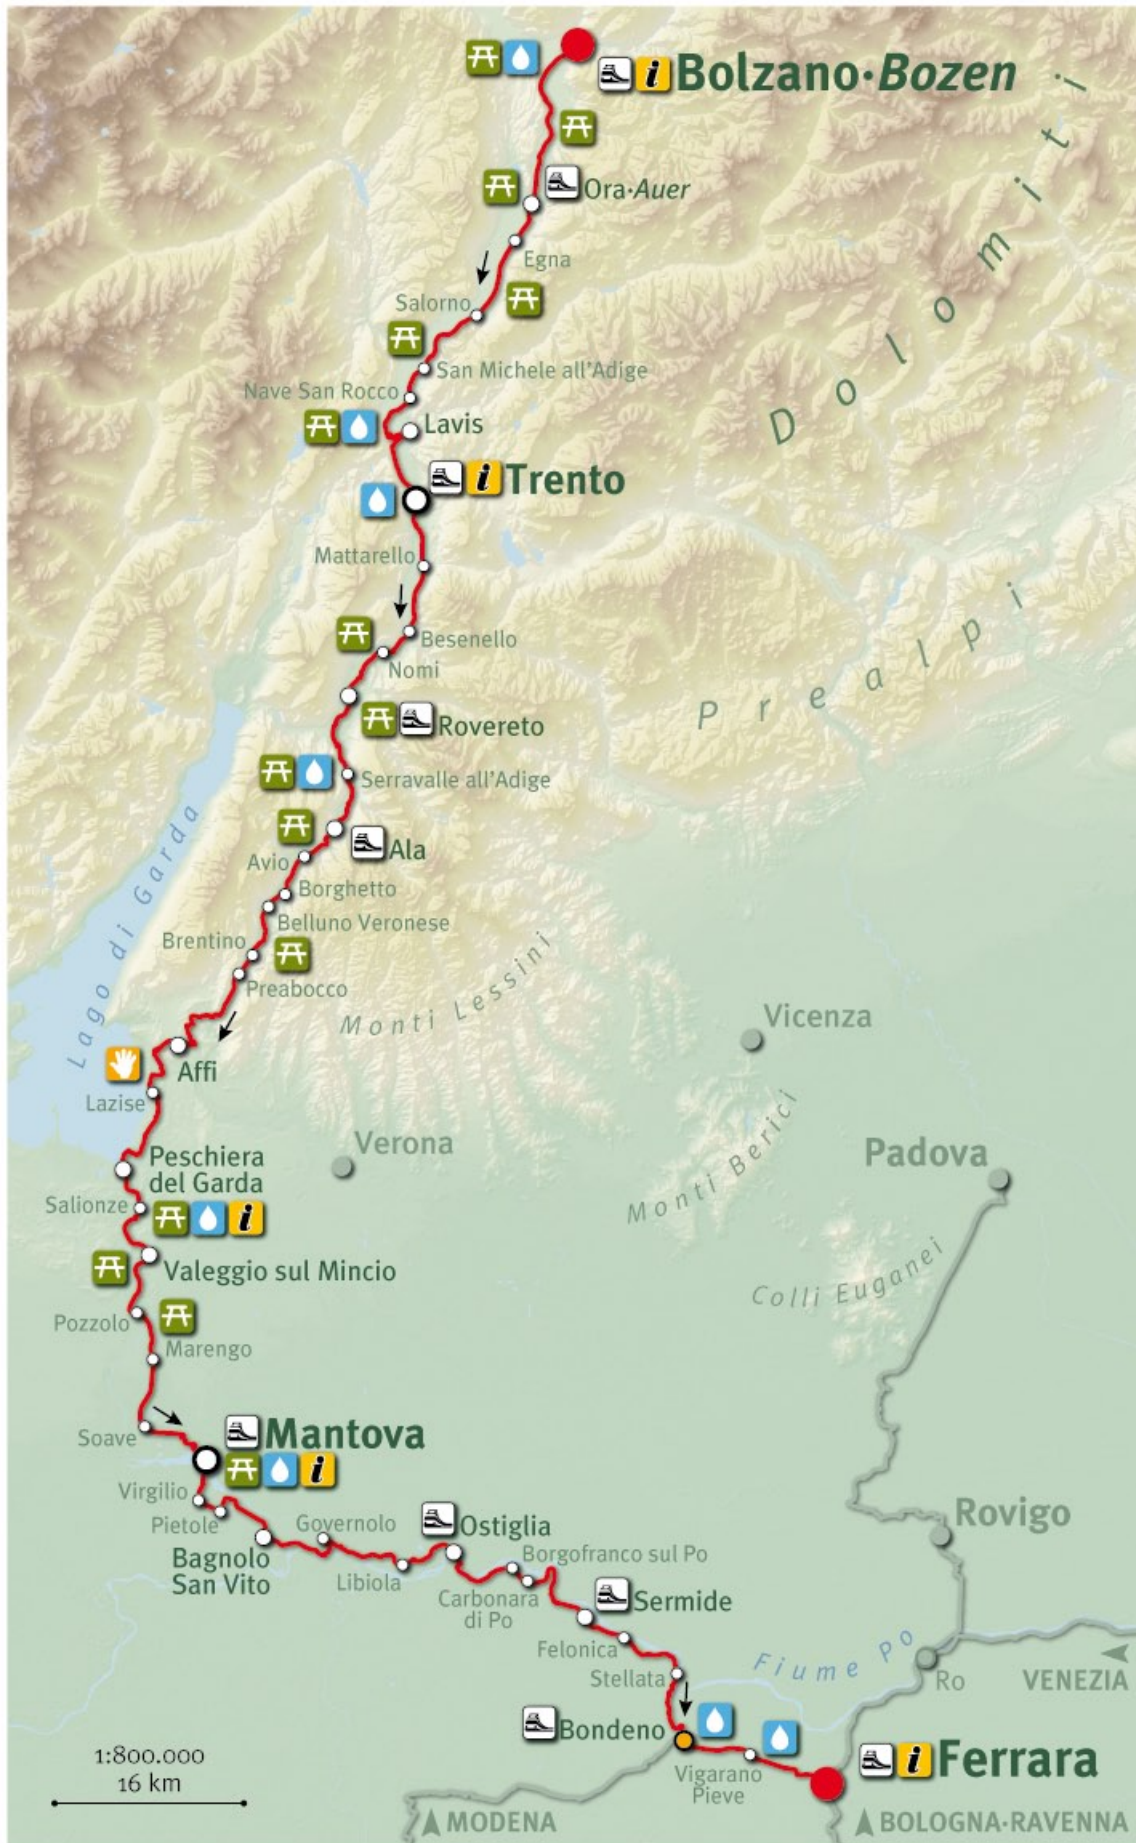 Bolzano·Bozen
Ora·Auer
Egna
Salorno
Dolomiti
San Michele all'Adige
Nave San Rocco
Lavis
i Trento
Mattarello
Besenello
Nomi
Prealpi
Rovereto
Serravalle all'Adige
Ala
Avio
Borghetto
Belluno Veronese
Brentino
Preabocco
Lago di Garda
Monti Lessini
Vicenza
Affi
Lazise
Verona
Monti Berici
Padova
Peschiera
del Garda
Salionze
i
Colli Euganei
Valeggio sul Mincio
Pozzolo
Marengo
Soave
Mantova
i
Virgilio
Pietole
Bagnolo
San Vito
Governolo
Libiola
Ostiglia
Borgofranco sul Po
Carbonara
di Po
Rovigo
Sermide
Felonica
Stellata
Fiume Po
Ro
VENEZIA
Bondeno
Vigarano
Pieve
i Ferrara
1:800.000
16 km
MODENA
BOLOGNA·RAVENNA